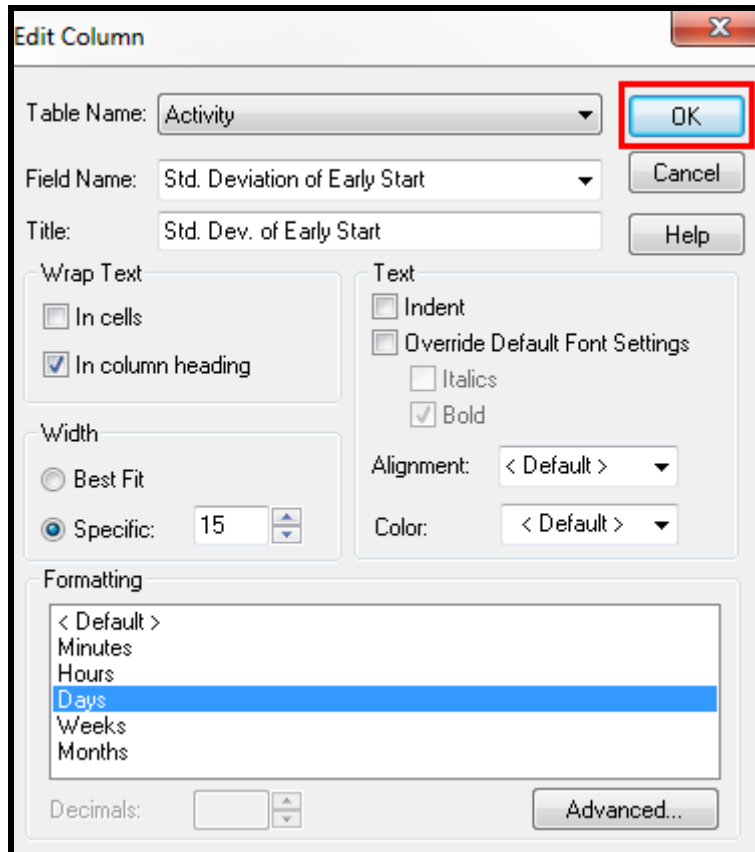 Edit Column
Table Name: Activity OK
Field Name: Std. Deviation of Early Start Cancel
Title: Std. Dev. of Early Start Help
Wrap Text
In cells
In column heading
Text
Indent
Override Default Font Settings
Italics
Bold
Width
Best Fit
Specific: 15
Alignment: < Default >
Color: < Default >
Formatting
< Default >
Minutes
Hours
Days
Weeks
Months
Decimals: Advanced...